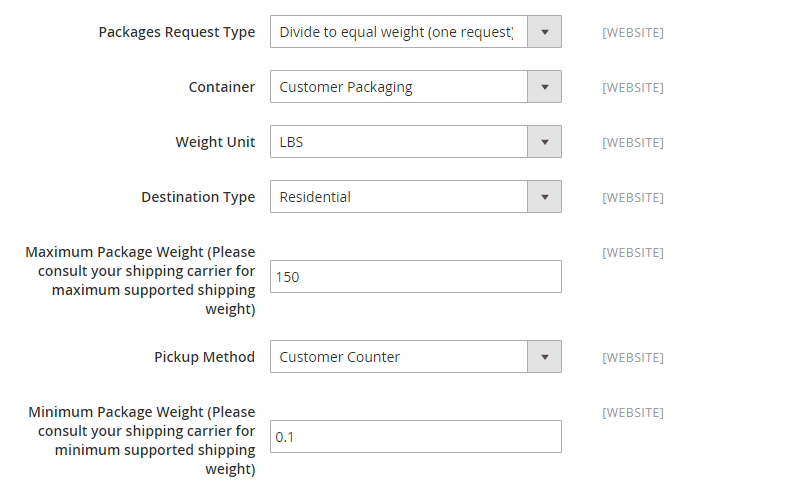 Packages Request Type Divide to equal weight (one request) [WEBSITE]
Container Customer Packaging [WEBSITE]
Weight Unit LBS [WEBSITE]
Destination Type Residential [WEBSITE]
Maximum Package Weight (Please [WEBSITE]
consult your shipping carrier for
maximum supported shipping
weight)
150
Pickup Method Customer Counter [WEBSITE]
Minimum Package Weight (Please [WEBSITE]
consult your shipping carrier for
minimum supported shipping
weight)
0.1